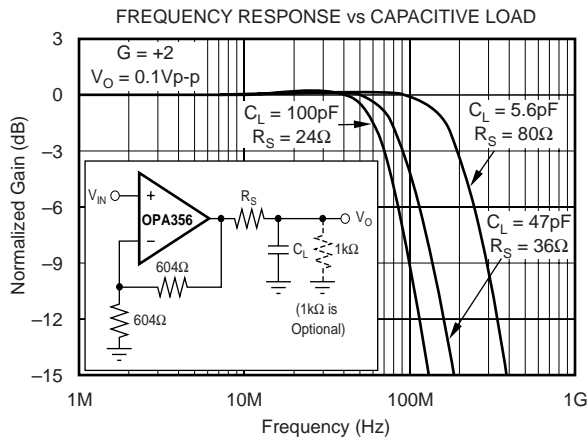 FREQUENCY RESPONSE vs CAPACITIVE LOAD
Normalized Gain (dB)
3
0
–3
–6
–9
–12
–15
G = +2
V_O = 0.1Vp-p
C_L = 100pF
R_S = 24Ω
C_L = 5.6pF
R_S = 80Ω
C_L = 47pF
R_S = 36Ω
V_IN
+
OPA356
–
R_S
V_O
C_L
1kΩ
604Ω
604Ω
(1kΩ is
Optional)
1M
10M
100M
1G
Frequency (Hz)